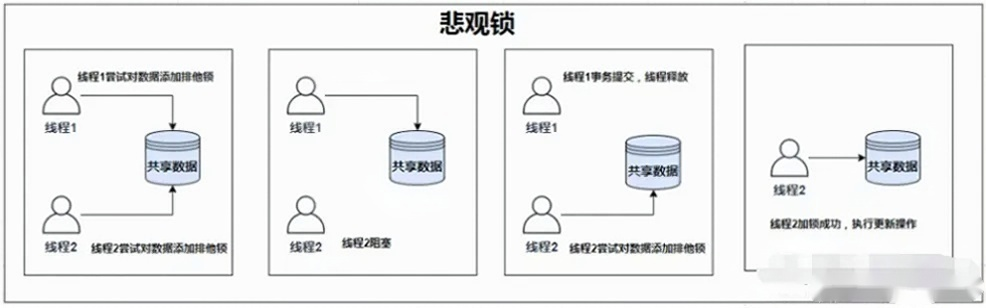 悲观锁
线程1尝试对数据添加排他锁
线程1
共享数据
线程2
线程2尝试对数据添加排他锁
线程1
共享数据
线程2
线程2阻塞
线程1事务提交，线程释放
线程1
共享数据
线程2
线程2尝试对数据添加排他锁
共享数据
线程2
线程2加锁成功，执行更新操作